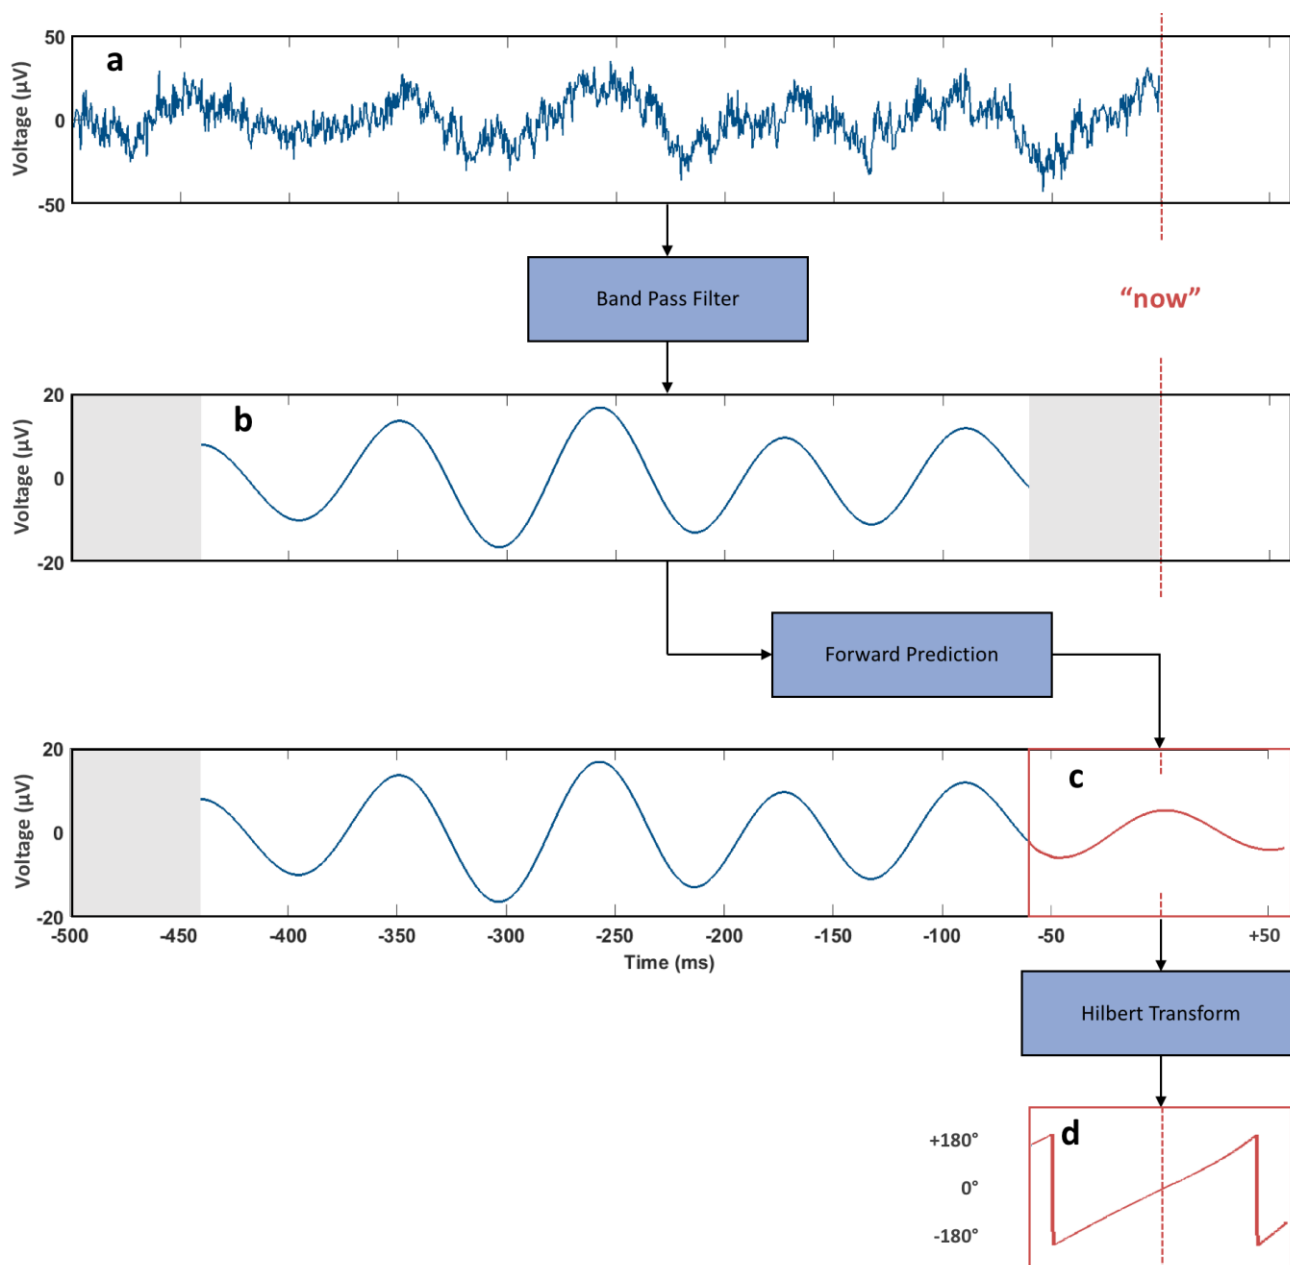 50
a
Voltage (µV)
0
-50
Band Pass Filter
“now”
20
b
Voltage (µV)
0
-20
Forward Prediction
20
c
Voltage (µV)
0
-20
-500 -450 -400 -350 -300 -250 -200 -150 -100 -50 +50
Time (ms)
Hilbert Transform
d
+180°
0°
-180°